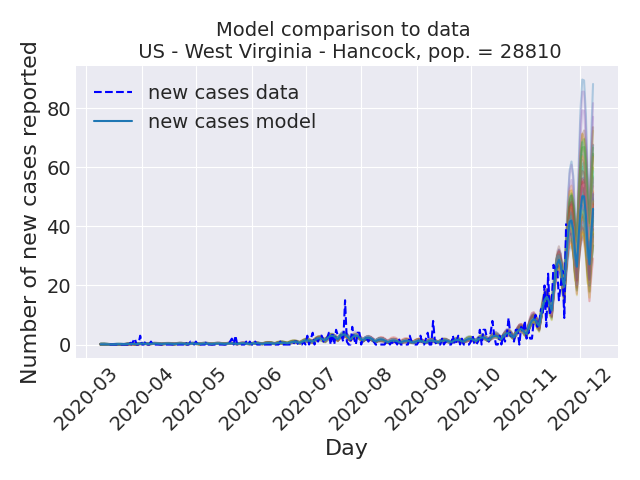 Model comparison to data
US - West Virginia - Hancock, pop. = 28810
new cases data
new cases model
Number of new cases reported
80
60
40
20
0
2020-03
2020-04
2020-05
2020-06
2020-07
2020-08
2020-09
2020-10
2020-11
2020-12
Day